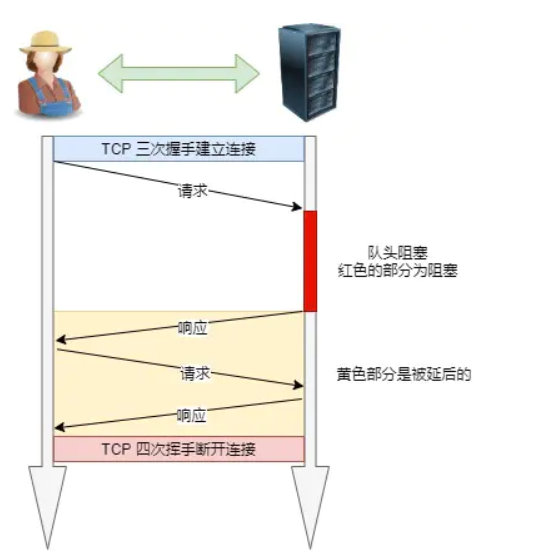 TCP 三次握手建立连接
请求
队头阻塞
红色的部分为阻塞
响应
请求
黄色部分是被延后的
响应
TCP 四次挥手断开连接